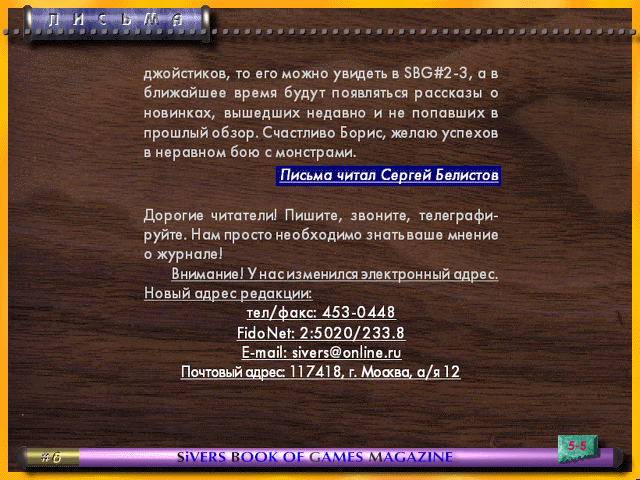 ПИСЬМА
джойстиков, то его можно увидеть в SBG#2-3, а в
ближайшее время будут появляться рассказы о
новинках, вышедших недавно и не попавших в
прошлый обзор. Счастливо Борис, желаю успехов
в неравном бою с монстрами.
Письма читал Сергей Белистов
Дорогие читатели! Пишите, звоните, телеграфи-
руйте. Нам просто необходимо знать ваше мнение
о журнале!
Внимание! У нас изменился электронный адрес.
Новый адрес редакции:
тел/факс: 453-0448
FidoNet: 2:5020/233.8
E-mail: sivers@online.ru
Почтовый адрес: 117418, г. Москва, а/я 12
5-5
#6 SiVERS BOOK OF GAMES MAGAZINE